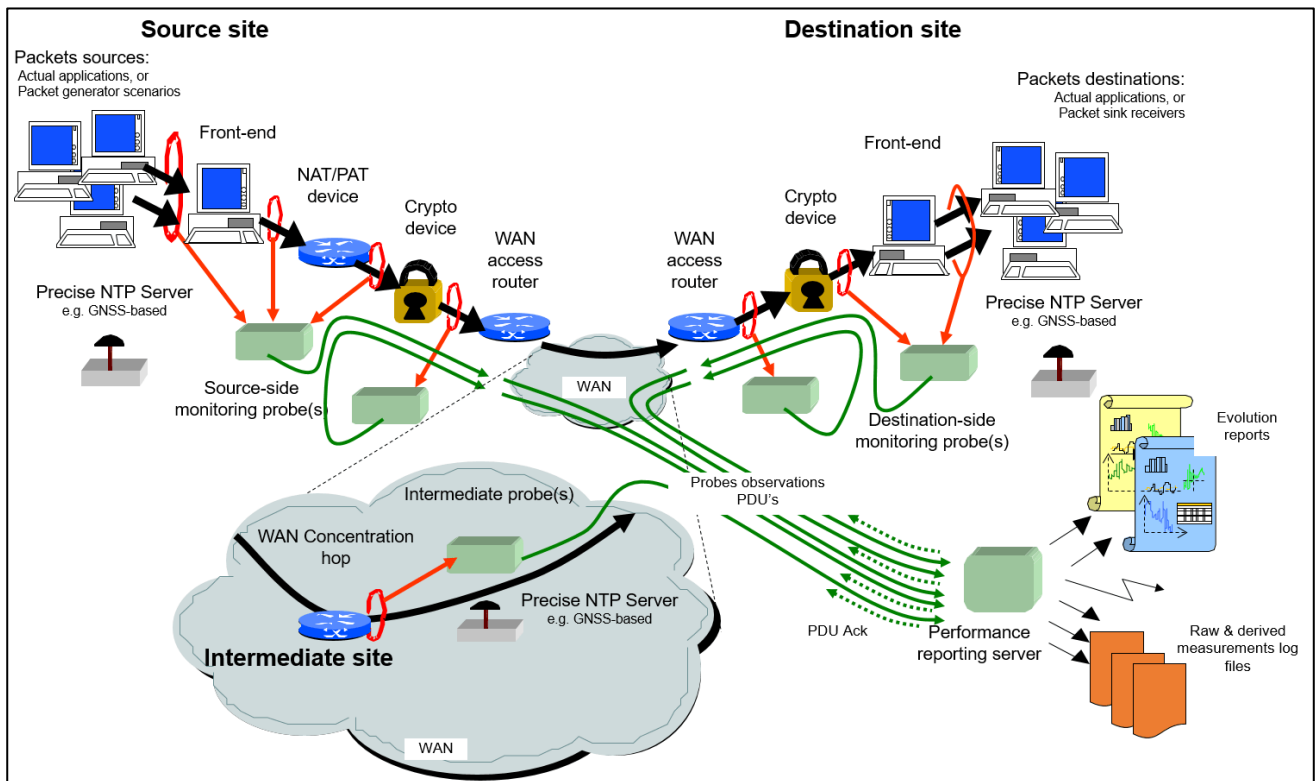 Source site
Destination site
Packets sources:
Actual applications, or
Packet generator scenarios
Front-end
NAT/PAT
device
Crypto
device
WAN
access
router
Precise NTP Server
e.g. GNSS-based
Source-side
monitoring probe(s)
WAN
WAN
access
router
Crypto
device
Front-end
Packets destinations:
Actual applications, or
Packet sink receivers
Precise NTP Server
e.g. GNSS-based
Destination-side
monitoring probe(s)
Evolution
reports
Probes observations
PDU's
Intermediate probe(s)
WAN Concentration
hop
Precise NTP Server
e.g. GNSS-based
Intermediate site
WAN
PDU Ack
Performance
reporting server
Raw & derived
measurements log
files